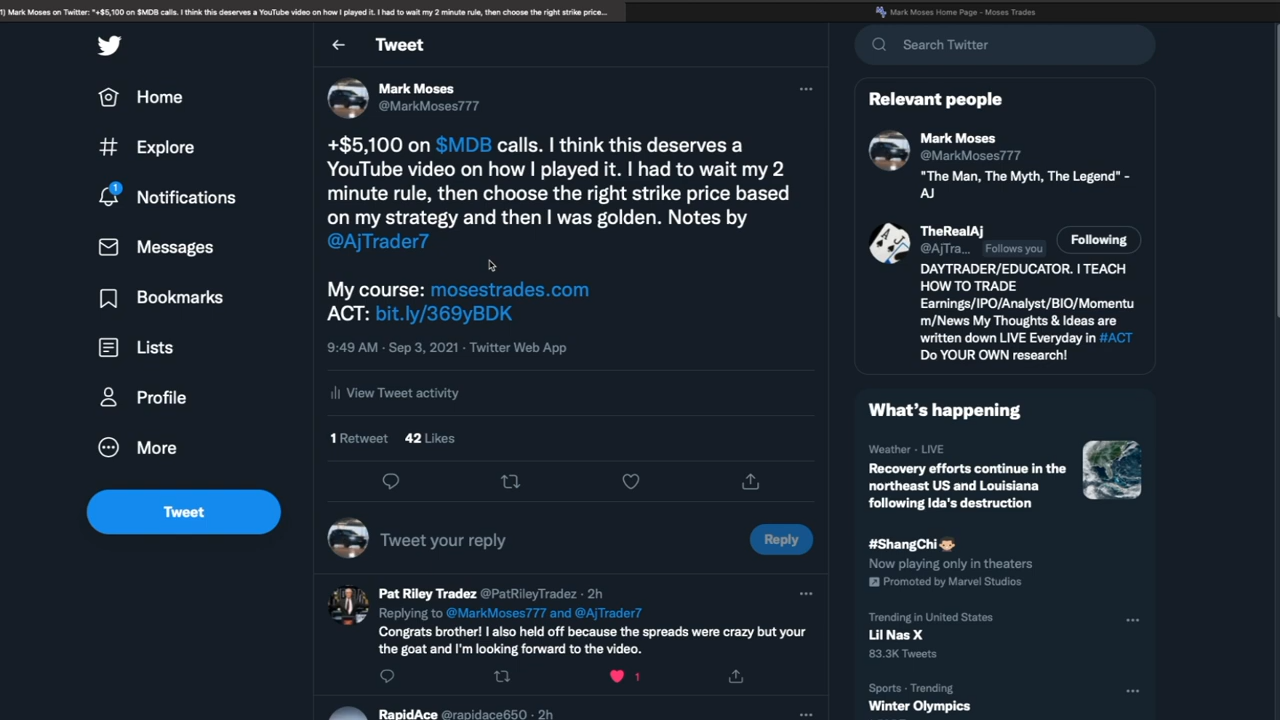 1) Mark Moses on Twitter: "+$5,100 on $MDB calls. I think this deserves a YouTube video on how I played it. I had to wait my 2 minute rule, then choose the right strike price...
Mark Moses Home Page - Moses Trades
Tweet
Search Twitter
Home
Explore
1
Notifications
Messages
Bookmarks
Lists
Profile
More
Tweet
Mark Moses
@MarkMoses777
+$5,100 on $MDB calls. I think this deserves a
YouTube video on how I played it. I had to wait my 2
minute rule, then choose the right strike price based
on my strategy and then I was golden. Notes by
@AjTrader7
My course: mosestrades.com
ACT: bit.ly/369yBDK
9:49 AM · Sep 3, 2021 · Twitter Web App
View Tweet activity
1 Retweet 42 Likes
Tweet your reply
Reply
Pat Riley Tradez @PatRileyTradez · 2h
Replying to @MarkMoses777 and @AjTrader7
Congrats brother! I also held off because the spreads were crazy but your
the goat and I'm looking forward to the video.
1
RapidAce @rapidace650 · 2h
Relevant people
Mark Moses
@MarkMoses777
"The Man, The Myth, The Legend" -
AJ
TheRealAj
@AjTra... Follows you
Following
DAYTRADER/EDUCATOR. I TEACH
HOW TO TRADE
Earnings/IPO/Analyst/BIO/Momentu
m/News My Thoughts & Ideas are
written down LIVE Everyday in #ACT
Do YOUR OWN research!
What's happening
Weather · LIVE
Recovery efforts continue in the
northeast US and Louisiana
following Ida's destruction
#ShangChi
Now playing only in theaters
Promoted by Marvel Studios
Trending in United States
Lil Nas X
83.3K Tweets
Sports · Trending
Winter Olympics